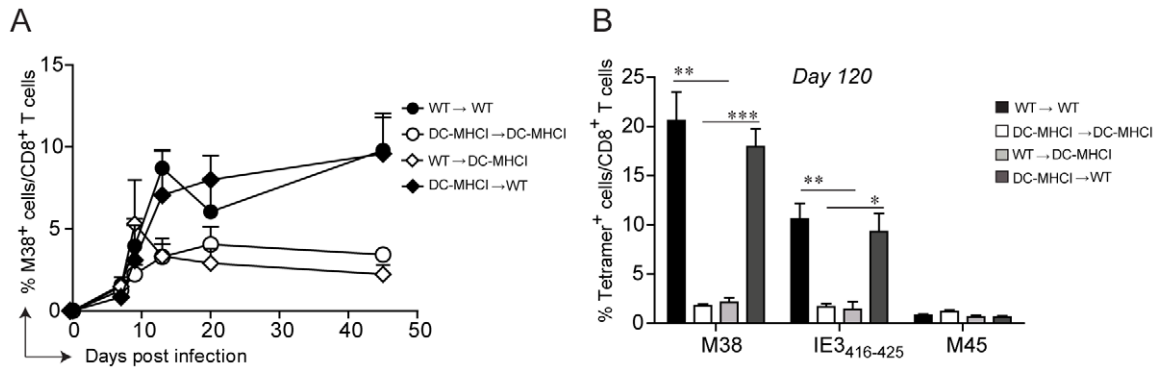 A
% M38⁺ cells/CD8⁺ T cells
15
10
5
0
0 10 20 30 40 50
Days post infection
WT → WT
DC-MHCI → DC-MHCI
WT → DC-MHCI
DC-MHCI → WT
B
% Tetramer⁺ cells/CD8⁺ T cells
Day 120
25
20
15
10
5
0
** *** ** *
M38 IE3₄₁₆₋₄₂₅ M45
WT → WT
DC-MHCI → DC-MHCI
WT → DC-MHCI
DC-MHCI → WT